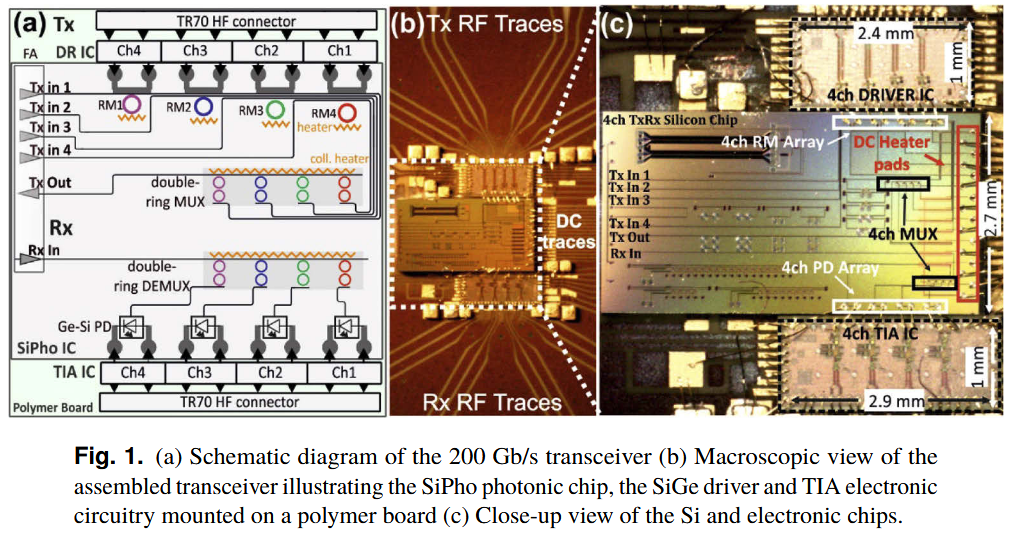 (a) Tx
TR70 HF connector
FA
DR IC
Ch4 Ch3 Ch2 Ch1
Tx in 1
Tx in 2
Tx in 3
Tx in 4
RM1
RM2
RM3
RM4
heater
coll. heater
Tx Out
double-
ring MUX
Rx
Rx In
double-
ring DEMUX
Ge-Si PD
SiPho IC
TIA IC
Ch4 Ch3 Ch2 Ch1
Polymer Board
TR70 HF connector
(b) Tx RF Traces
DC
traces
Rx RF Traces
(c)
2.4 mm
1 mm
4ch DRIVER IC
4ch TxRx Silicon Chip
4ch RM Array
DC Heater
pads
Tx In 1
Tx In 2
Tx In 3
Tx In 4
Tx Out
Rx In
2.7 mm
4ch MUX
4ch PD Array
4ch TIA IC
1 mm
2.9 mm
Fig. 1. (a) Schematic diagram of the 200 Gb/s transceiver (b) Macroscopic view of the
assembled transceiver illustrating the SiPho photonic chip, the SiGe driver and TIA electronic
circuitry mounted on a polymer board (c) Close-up view of the Si and electronic chips.